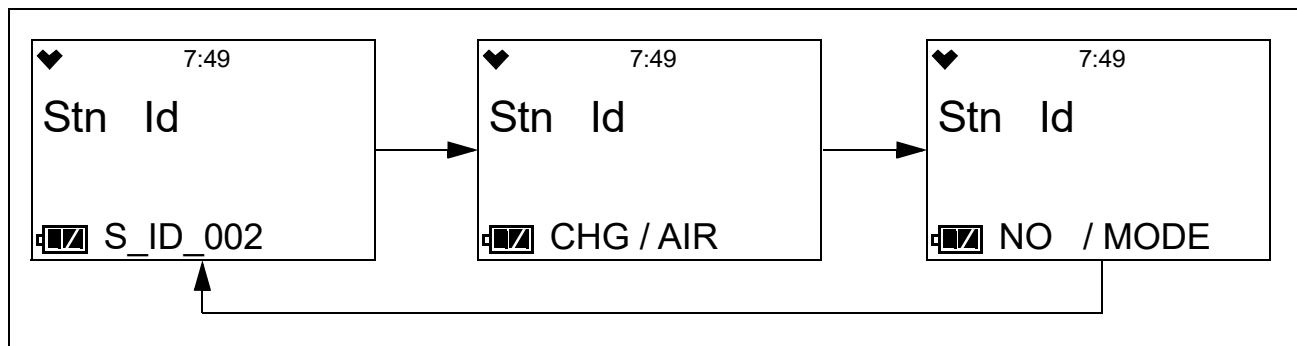 7:49
Stn Id
S_ID_002
7:49
Stn Id
CHG / AIR
7:49
Stn Id
NO / MODE